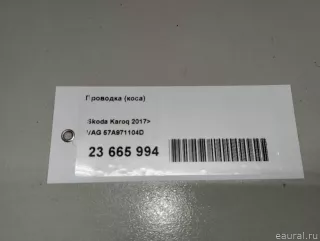 Проводка (коса)
Skoda Karoq 2017>
VAG 57A971104D
23 665 994
eaural.ru